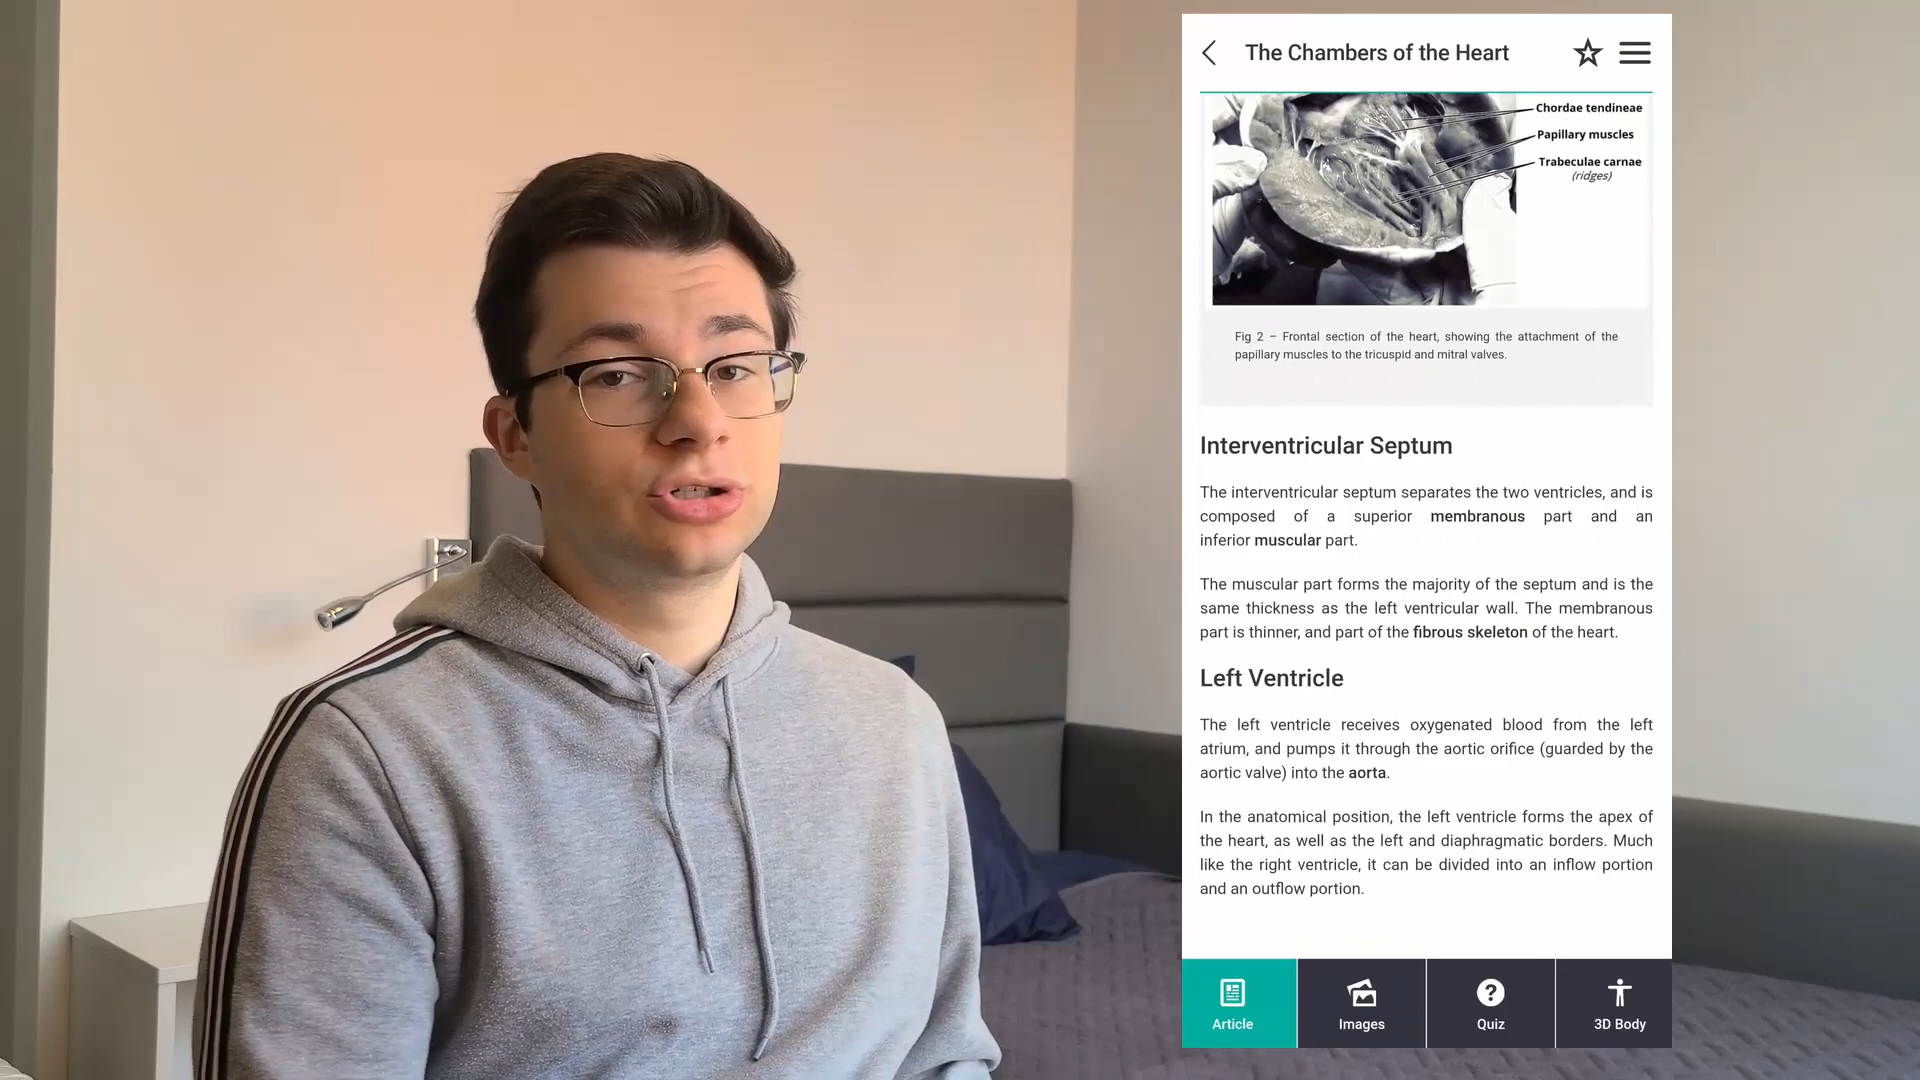 The Chambers of the Heart
Chordae tendineae
Papillary muscles
Trabeculae carnae
(ridges)
Fig 2 – Frontal section of the heart, showing the attachment of the
papillary muscles to the tricuspid and mitral valves.
Interventricular Septum
The interventricular septum separates the two ventricles, and is
composed of a superior membranous part and an
inferior muscular part.
The muscular part forms the majority of the septum and is the
same thickness as the left ventricular wall. The membranous
part is thinner, and part of the fibrous skeleton of the heart.
Left Ventricle
The left ventricle receives oxygenated blood from the left
atrium, and pumps it through the aortic orifice (guarded by the
aortic valve) into the aorta.
In the anatomical position, the left ventricle forms the apex of
the heart, as well as the left and diaphragmatic borders. Much
like the right ventricle, it can be divided into an inflow portion
and an outflow portion.
Article
Images
Quiz
3D Body